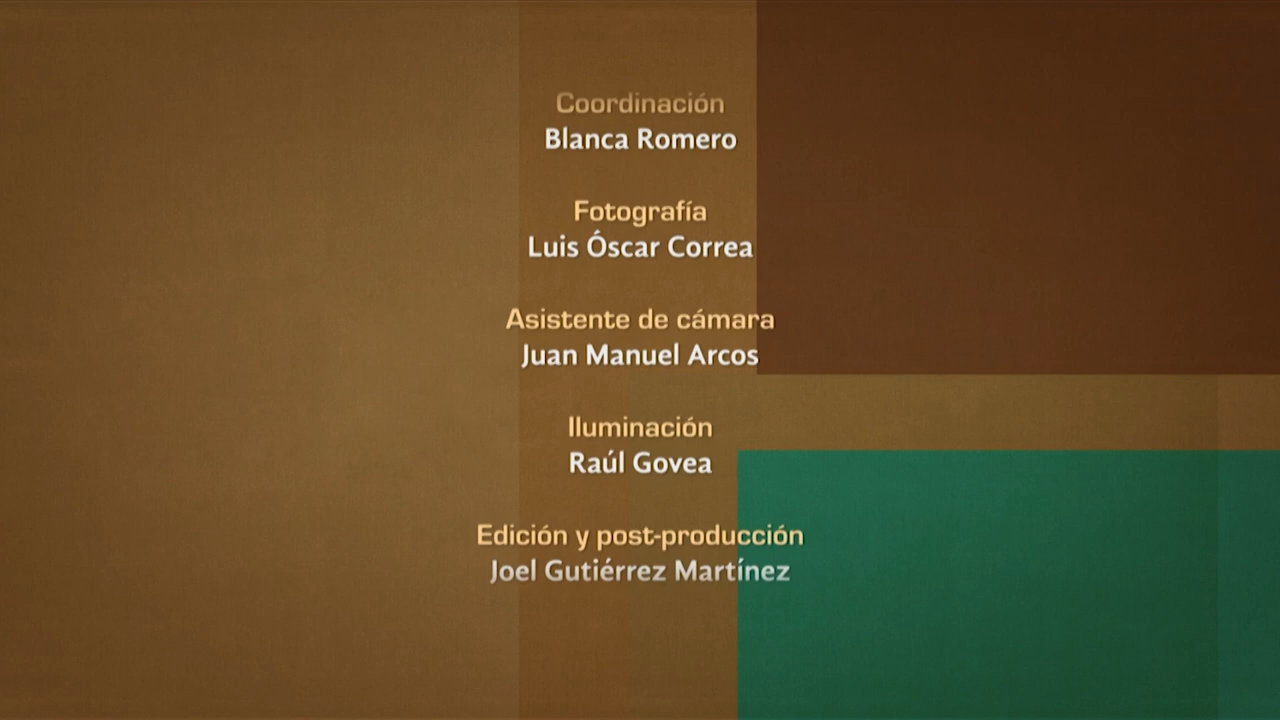 Coordinación
Blanca Romero
Fotografía
Luis Óscar Correa
Asistente de cámara
Juan Manuel Arcos
Iluminación
Raúl Govea
Edición y post-producción
Joel Gutiérrez Martínez